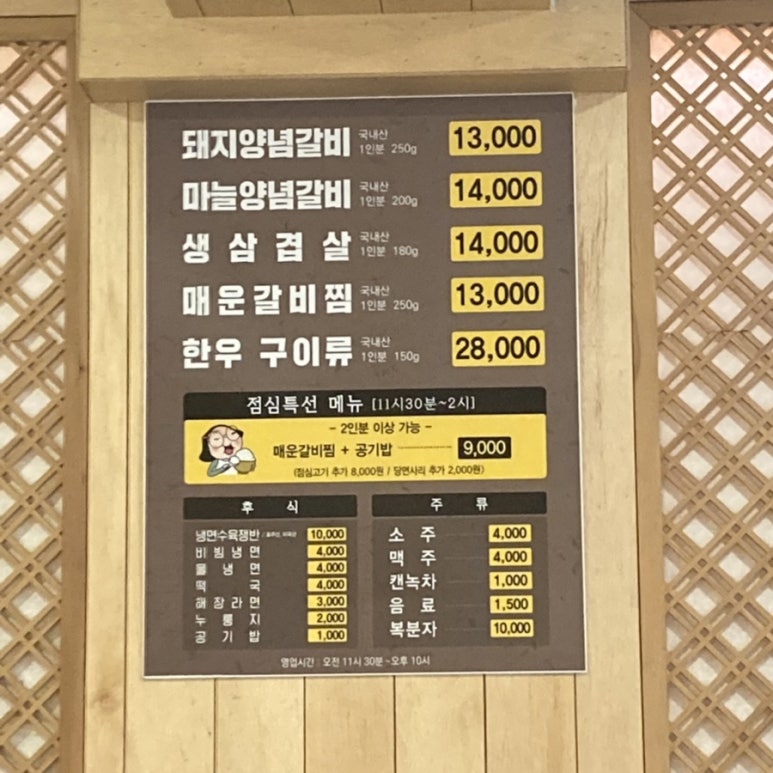 돼지양념갈비 국내산 1인분 250g 13,000
마늘양념갈비 국내산 1인분 200g 14,000
생 삼 겹 살 국내산 1인분 180g 14,000
매운갈비찜 국내산 1인분 250g 13,000
한우 구이류 국내산 1인분 150g 28,000
점심특선 메뉴 [11시30분~2시]
- 2인분 이상 가능 -
매운갈비찜 + 공기밥 9,000
(점심고기 추가 8,000원 / 당면사리 추가 2,000원)
후 식
냉면수육쟁반 10,000
비 빔 냉 면 4,000
물 냉 면 4,000
떡 국 4,000
해 장 라 면 3,000
누 룽 지 2,000
공 기 밥 1,000
주 류
소 주 4,000
맥 주 4,000
캔녹차 1,000
음 료 1,500
복분자 10,000
영업시간 : 오전 11시 30분 ~오후 10시